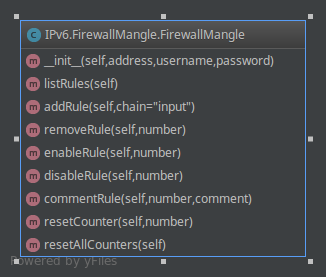 C IPv6.FirewallMangle.FirewallMangle
m __init__(self,address,username,password)
m listRules(self)
m addRule(self,chain="input")
m removeRule(self,number)
m enableRule(self,number)
m disableRule(self,number)
m commentRule(self,number,comment)
m resetCounter(self,number)
m resetAllCounters(self)
Powered by yFiles